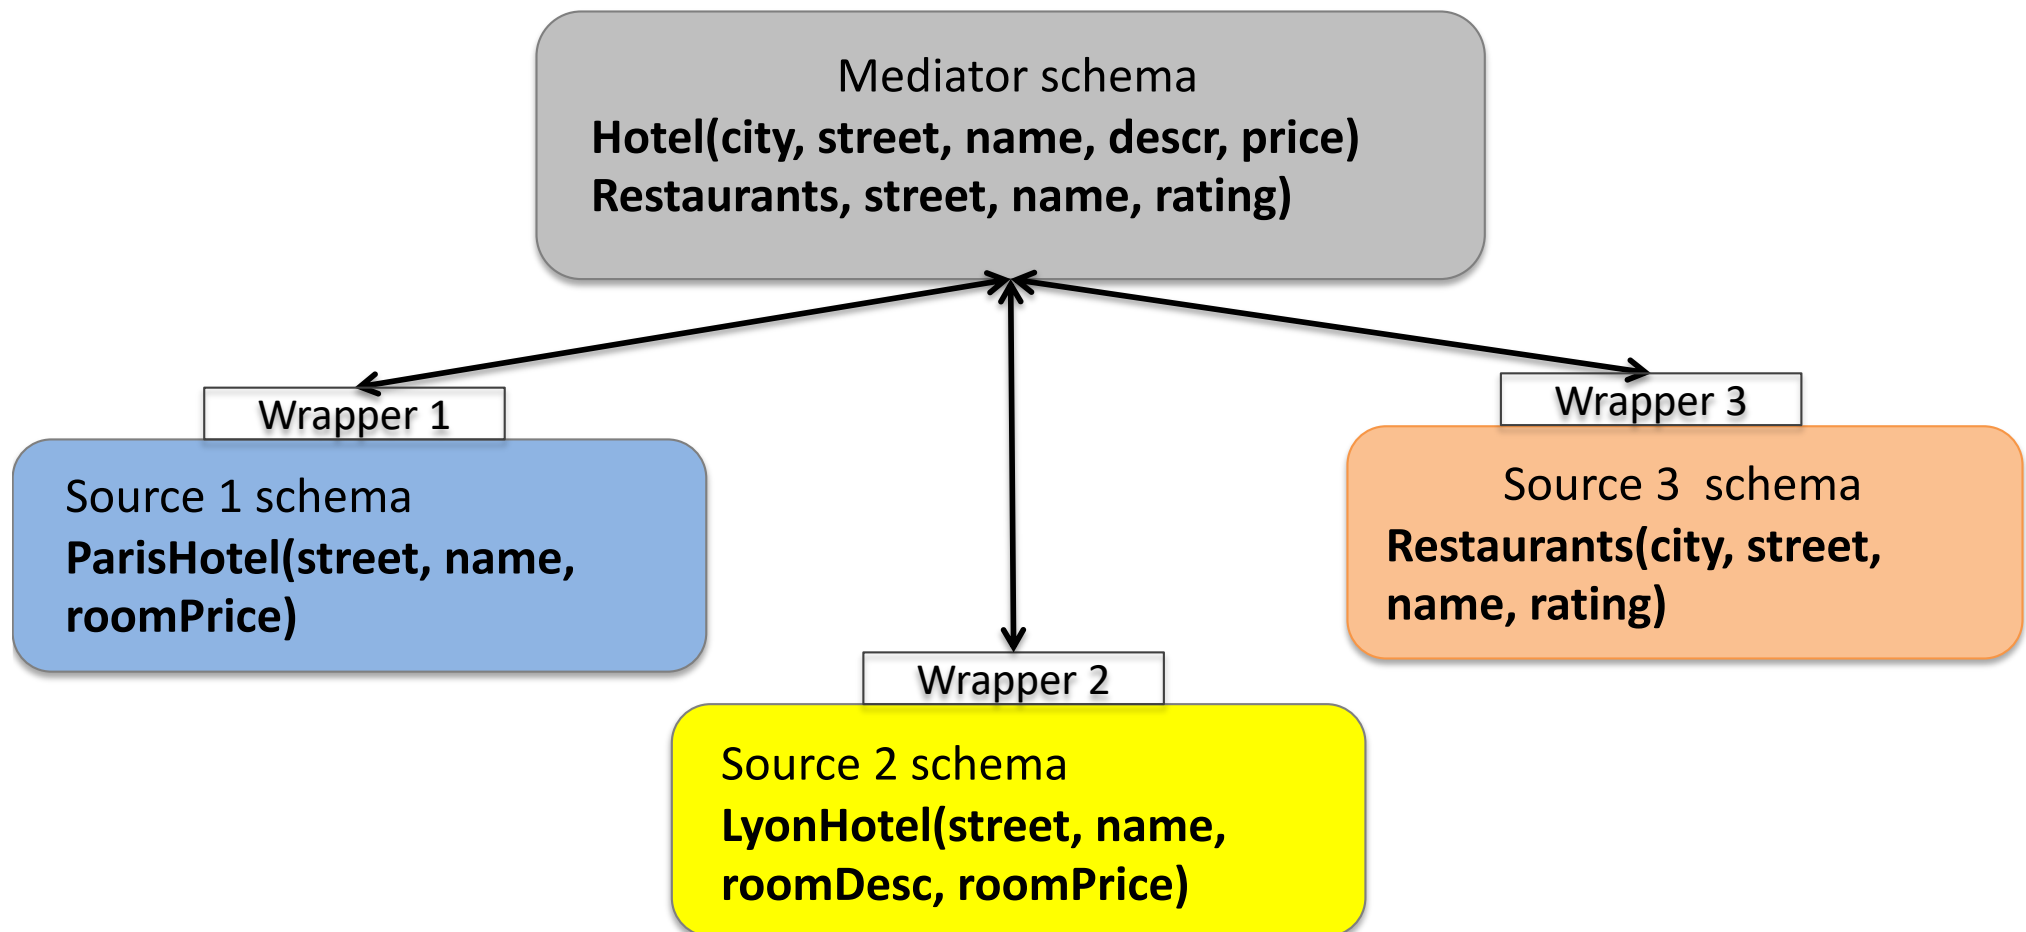 Mediator schema
Hotel(city, street, name, descr, price)
Restaurants, street, name, rating)
Wrapper 1
Source 1 schema
ParisHotel(street, name,
roomPrice)
Wrapper 2
Source 2 schema
LyonHotel(street, name,
roomDesc, roomPrice)
Wrapper 3
Source 3  schema
Restaurants(city, street,
name, rating)